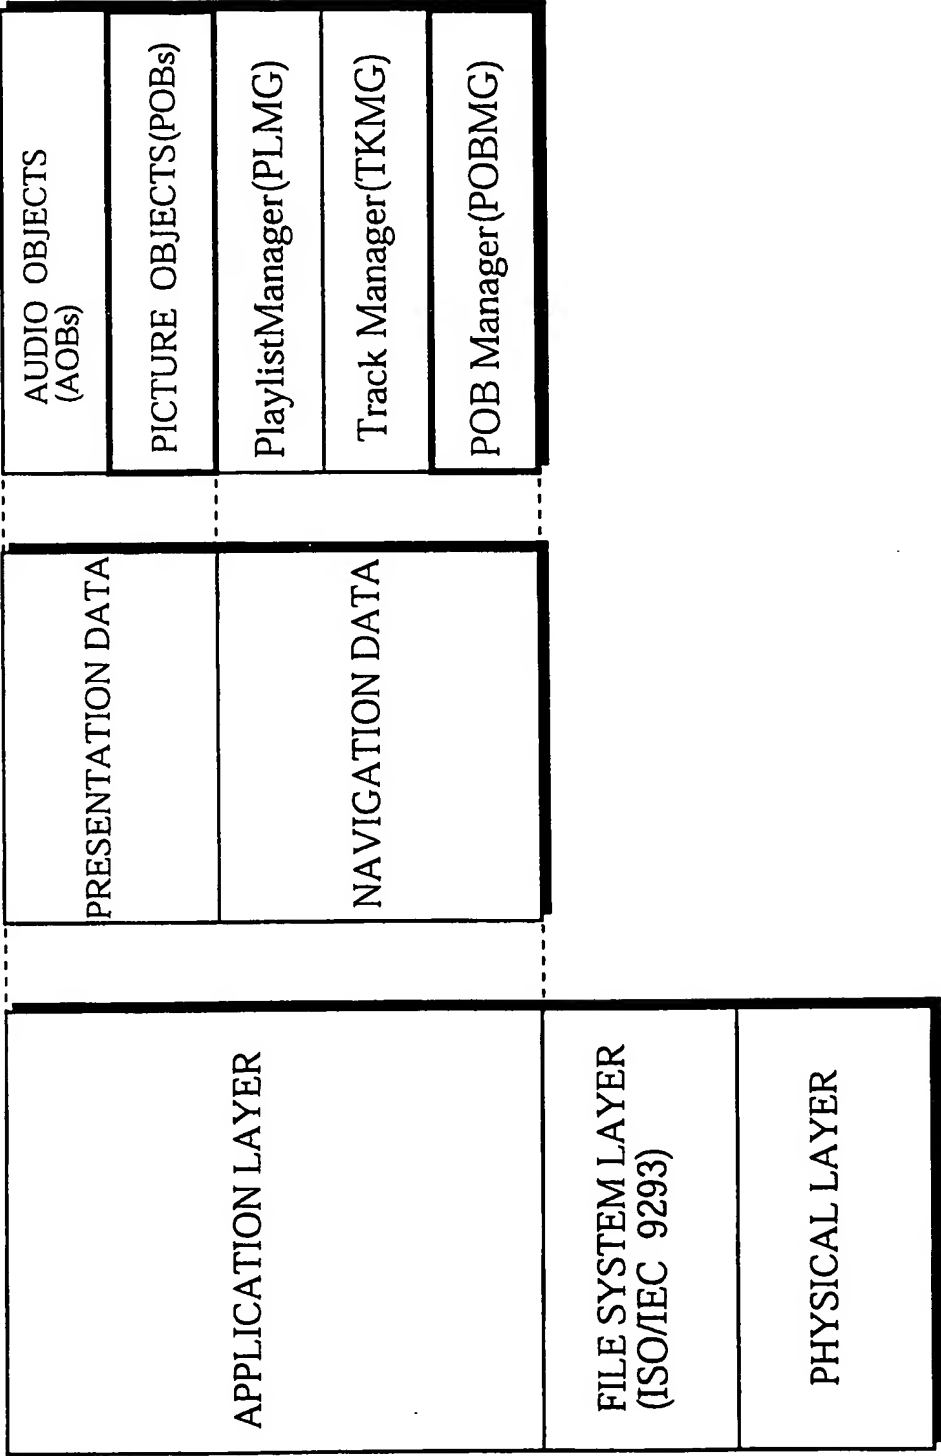 APPLICATION LAYER
FILE SYSTEM LAYER
(ISO/IEC 9293)
PHYSICAL LAYER
PRESENTATION DATA
NAVIGATION DATA
AUDIO OBJECTS
(AOBs)
PICTURE OBJECTS(POBs)
PlaylistManager(PLMG)
Track Manager(TKMG)
POB Manager(POBMG)